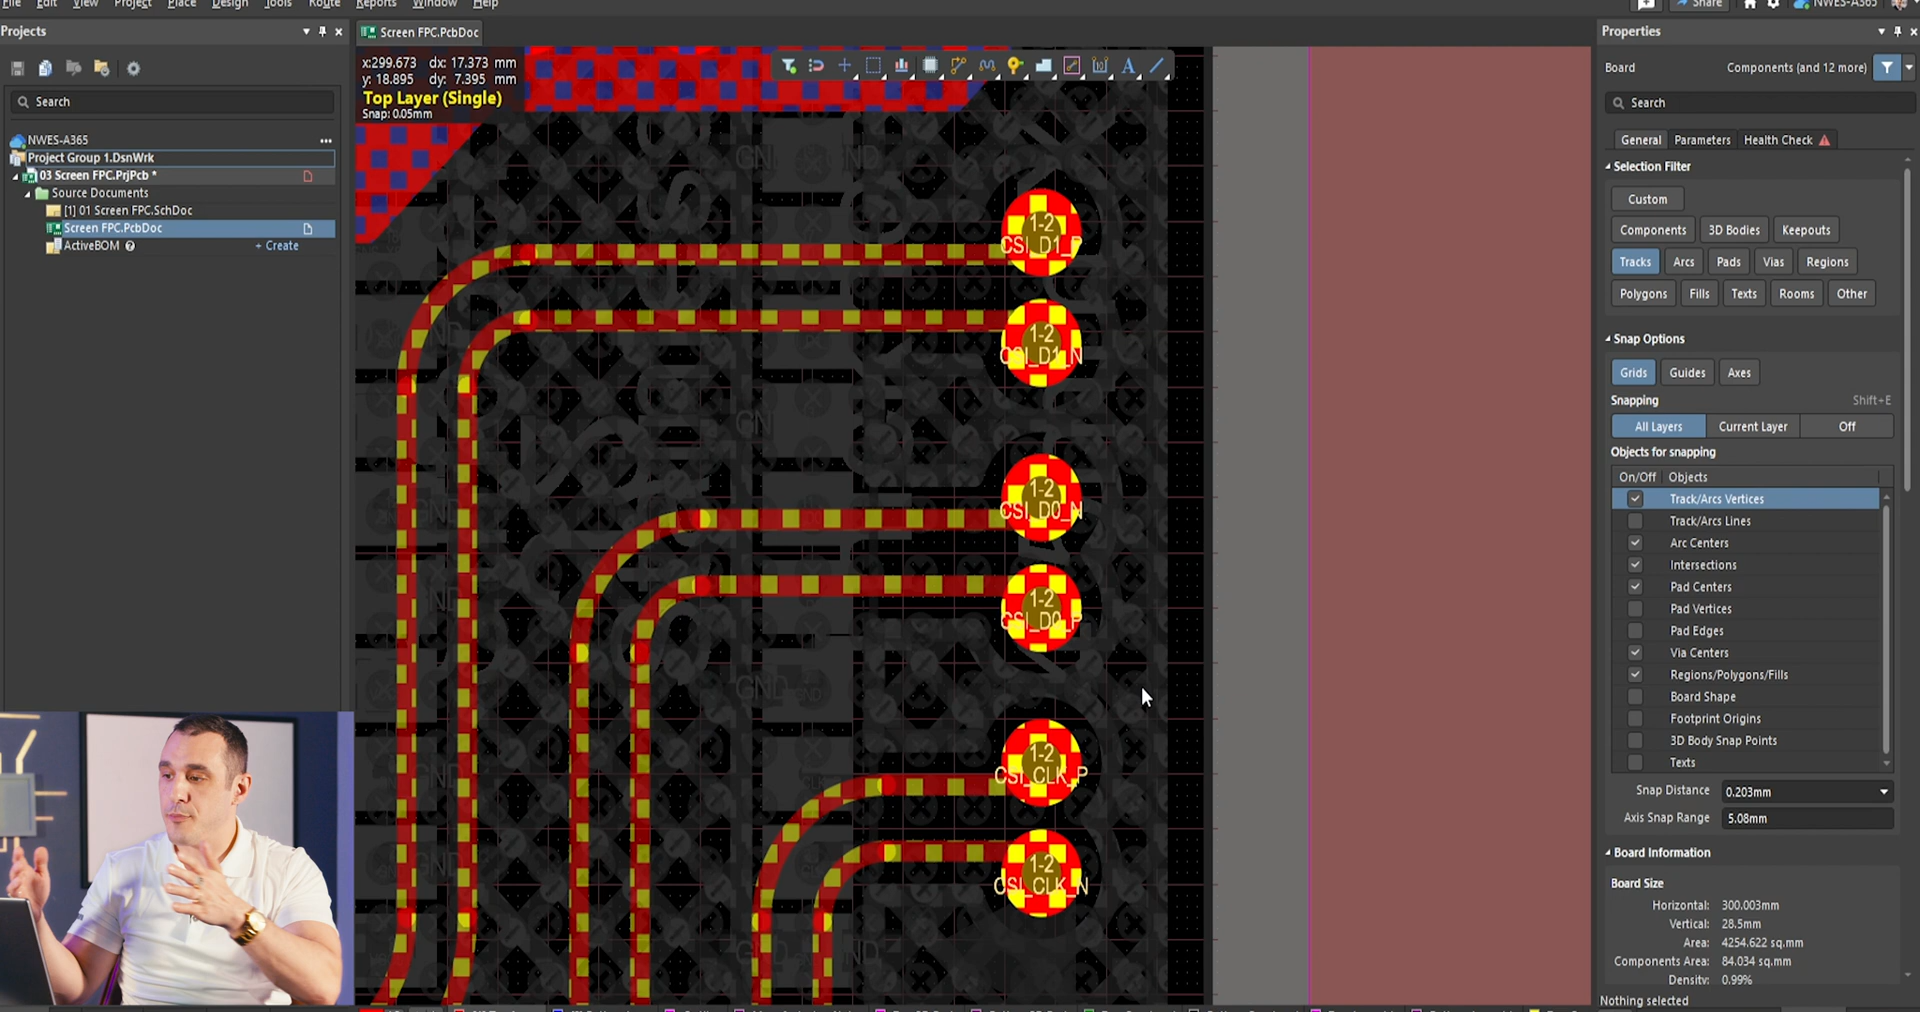 File Edit View Project Place Design Tools Route Reports Window Help
Share
NWES-A365
Projects
Search
NWES-A365
Project Group 1.DsnWrk
03 Screen FPC.PrjPcb *
Source Documents
[1] 01 Screen FPC.SchDoc
Screen FPC.PcbDoc
ActiveBOM
+ Create
Screen FPC.PcbDoc
x:299.673 dx: 17.373 mm
y: 18.895 dy: 7.395 mm
Top Layer (Single)
Snap: 0.05mm
1-2
CSI_D1_P
1-2
CSI_D1_N
1-2
CSI_D0_N
1-2
CSI_D0_P
1-2
CSI_CLK_P
1-2
CSI_CLK_N
GND
Properties
Board Components (and 12 more)
Search
General Parameters Health Check
Selection Filter
Custom
Components 3D Bodies Keepouts
Tracks Arcs Pads Vias Regions
Polygons Fills Texts Rooms Other
Snap Options
Grids Guides Axes
Snapping Shift+E
All Layers Current Layer Off
Objects for snapping
On/Off Objects
Track/Arcs Vertices
Track/Arcs Lines
Arc Centers
Intersections
Pad Centers
Pad Vertices
Pad Edges
Via Centers
Regions/Polygons/Fills
Board Shape
Footprint Origins
3D Body Snap Points
Texts
Snap Distance 0.203mm
Axis Snap Range 5.08mm
Board Information
Board Size
Horizontal: 300.003mm
Vertical: 28.5mm
Area: 4254.622 sq.mm
Components Area: 84.034 sq.mm
Density: 0.99%
Nothing selected